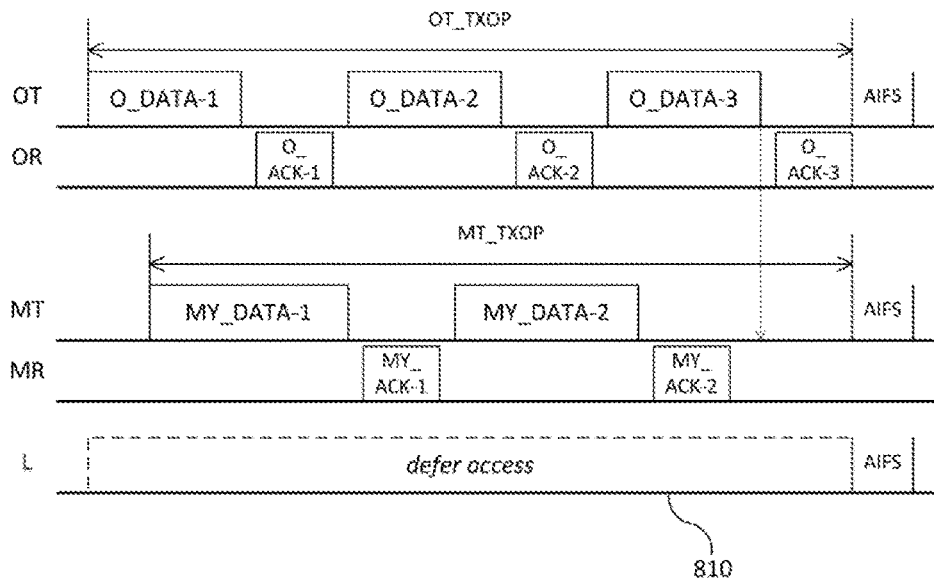 OT_TXOP
OT
O_DATA-1
O_DATA-2
O_DATA-3
AIFS
OR
O_
ACK-1
O_
ACK-2
O_
ACK-3
MT_TXOP
MT
MY_DATA-1
MY_DATA-2
AIFS
MR
MY_
ACK-1
MY_
ACK-2
L
defer access
AIFS
810